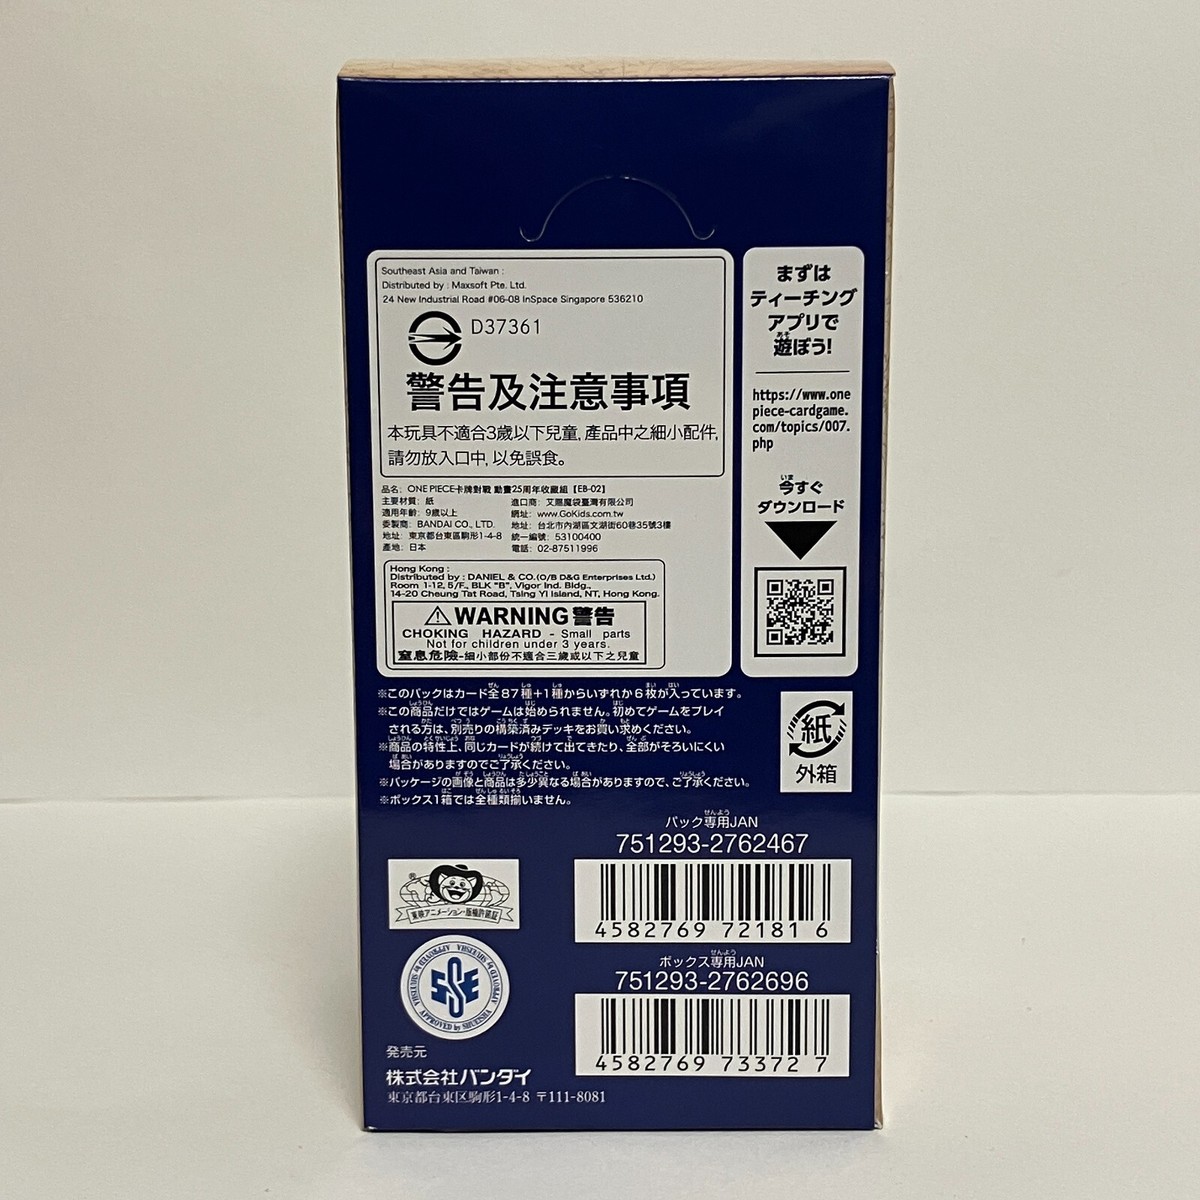 Southeast Asia and Taiwan :
Distributed by : Maxsoft Pte. Ltd.
24 New Industrial Road #06-08 InSpace Singapore 536210
D37361
警告及注意事項
本玩具不適合3歲以下兒童, 產品中之細小配件,
請勿放入口中, 以免誤食。
品名: ONE PIECE卡牌對戰 動畫25周年收藏組【EB-02】
主要材質: 紙
適用年齡: 9歲以上
委製商: BANDAI CO., LTD.
地址: 東京都台東區駒形1-4-8
產地: 日本
進口商: 艾慝魔袋臺灣有限公司
網址: www.GoKids.com.tw
地址: 台北市內湖區文湖街60巷35號3樓
統一編號: 53100400
電話: 02-87511996
Hong Kong :
Distributed by : DANIEL & CO.(O/B D&G Enterprises Ltd.)
Room 1-12, 5/F., BLK "B", Vigor Ind. Bldg.,
14-20 Cheung Tat Road, Tsing Yi Island, NT, Hong Kong.
⚠WARNING 警告
CHOKING HAZARD - Small parts
Not for children under 3 years.
窒息危險-細小部份不適合三歲或以下之兒童
まずは
ティーチング
アプリで
遊ぼう!
https://www.one
piece-cardgame.
com/topics/007.
php
今すぐ
ダウンロード
※このパックはカード全87種+1種からいずれか6枚が入っています。
※この商品だけではゲームは始められません。初めてゲームをプレイ
される方は、別売りの構築済みデッキをお買い求めください。
※商品の特性上、同じカードが続けて出てきたり、全部がそろいにくい
場合がありますのでご了承ください。
※パッケージの画像と商品は多少異なる場合がありますので、ご了承ください。
※ボックス1箱では全種類揃いません。
紙
外箱
パック専用JAN
751293-2762467
4582769 721816
ボックス専用JAN
751293-2762696
4582769 733727
東映アニメーション・版権許諾証
SSE
APPROVED by SHUEISHA APPROVED by SHUEISHA APPROVED by SHUEISHA
発売元
株式会社バンダイ
東京都台東区駒形1-4-8 〒111-8081